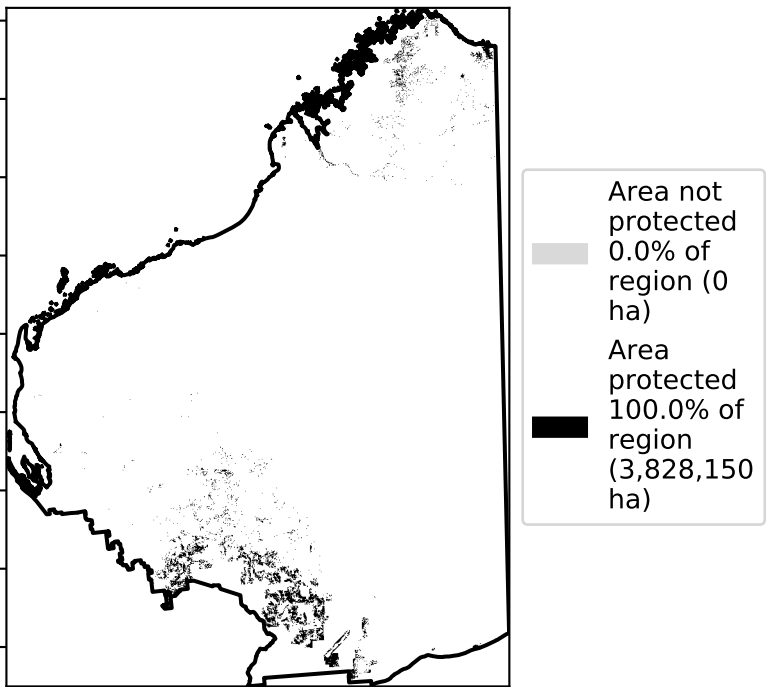 Area not
protected
0.0% of
region (0
ha)
Area
protected
100.0% of
region
(3,828,150
ha)